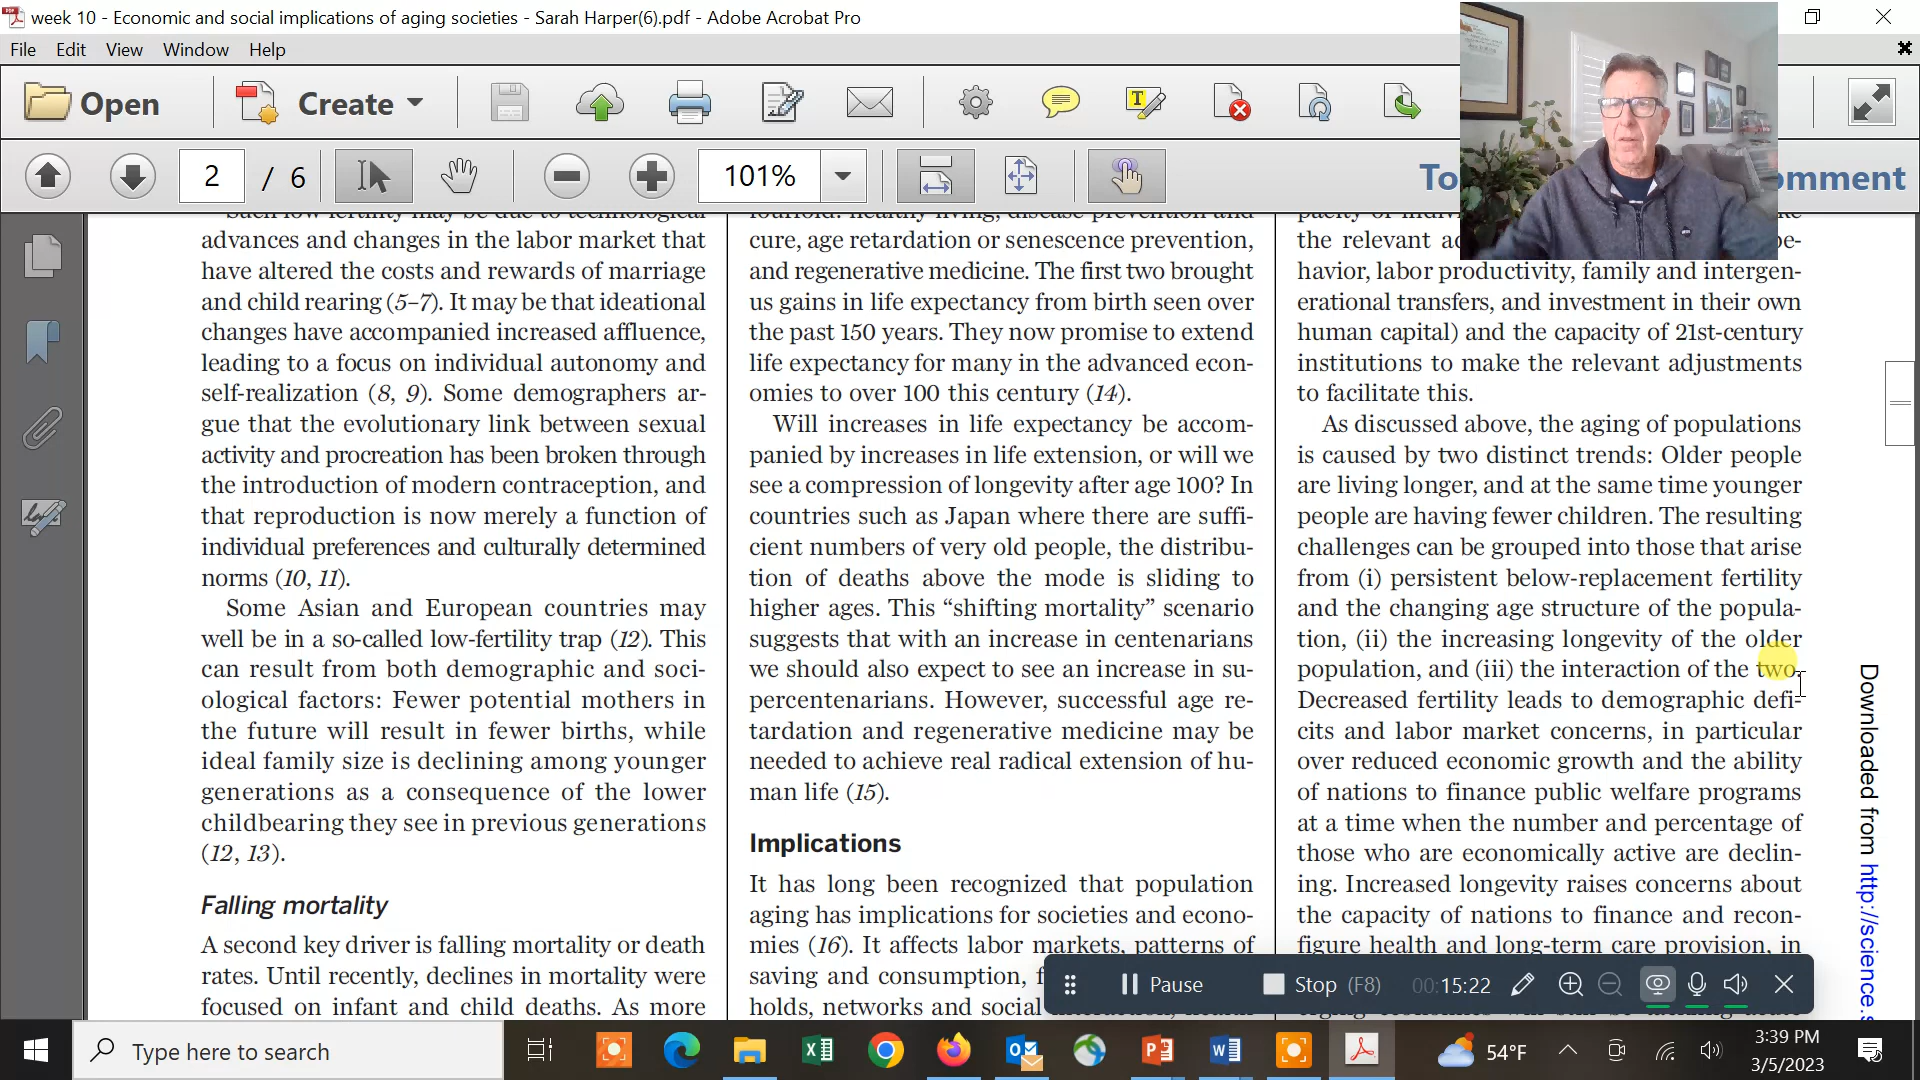 week 10 - Economic and social implications of aging societies - Sarah Harper(6).pdf - Adobe Acrobat Pro
File Edit View Window Help
Open Create
2 / 6 101% Comment
Such low fertility may be due to technological
advances and changes in the labor market that
have altered the costs and rewards of marriage
and child rearing (5–7). It may be that ideational
changes have accompanied increased affluence,
leading to a focus on individual autonomy and
self-realization (8, 9). Some demographers ar-
gue that the evolutionary link between sexual
activity and procreation has been broken through
the introduction of modern contraception, and
that reproduction is now merely a function of
individual preferences and culturally determined
norms (10, 11).
Some Asian and European countries may
well be in a so-called low-fertility trap (12). This
can result from both demographic and soci-
ological factors: Fewer potential mothers in
the future will result in fewer births, while
ideal family size is declining among younger
generations as a consequence of the lower
childbearing they see in previous generations
(12, 13).
Falling mortality
A second key driver is falling mortality or death
rates. Until recently, declines in mortality were
focused on infant and child deaths. As more
fourfold: healthy living, disease prevention and
cure, age retardation or senescence prevention,
and regenerative medicine. The first two brought
us gains in life expectancy from birth seen over
the past 150 years. They now promise to extend
life expectancy for many in the advanced econ-
omies to over 100 this century (14).
Will increases in life expectancy be accom-
panied by increases in life extension, or will we
see a compression of longevity after age 100? In
countries such as Japan where there are suffi-
cient numbers of very old people, the distribu-
tion of deaths above the mode is sliding to
higher ages. This “shifting mortality” scenario
suggests that with an increase in centenarians
we should also expect to see an increase in su-
percentenarians. However, successful age re-
tardation and regenerative medicine may be
needed to achieve real radical extension of hu-
man life (15).
Implications
It has long been recognized that population
aging has implications for societies and econo-
mies (16). It affects labor markets, patterns of
saving and consumption,
holds, networks and social
the relevant
havior, labor productivity, family and intergen-
erational transfers, and investment in their own
human capital) and the capacity of 21st-century
institutions to make the relevant adjustments
to facilitate this.
As discussed above, the aging of populations
is caused by two distinct trends: Older people
are living longer, and at the same time younger
people are having fewer children. The resulting
challenges can be grouped into those that arise
from (i) persistent below-replacement fertility
and the changing age structure of the popula-
tion, (ii) the increasing longevity of the older
population, and (iii) the interaction of the two.
Decreased fertility leads to demographic defi-
cits and labor market concerns, in particular
over reduced economic growth and the ability
of nations to finance public welfare programs
at a time when the number and percentage of
those who are economically active are declin-
ing. Increased longevity raises concerns about
the capacity of nations to finance and recon-
figure health and long-term care provision, in
Downloaded from http://science.s
Pause Stop (F8) 00:15:22
Type here to search
54°F
3:39 PM
3/5/2023